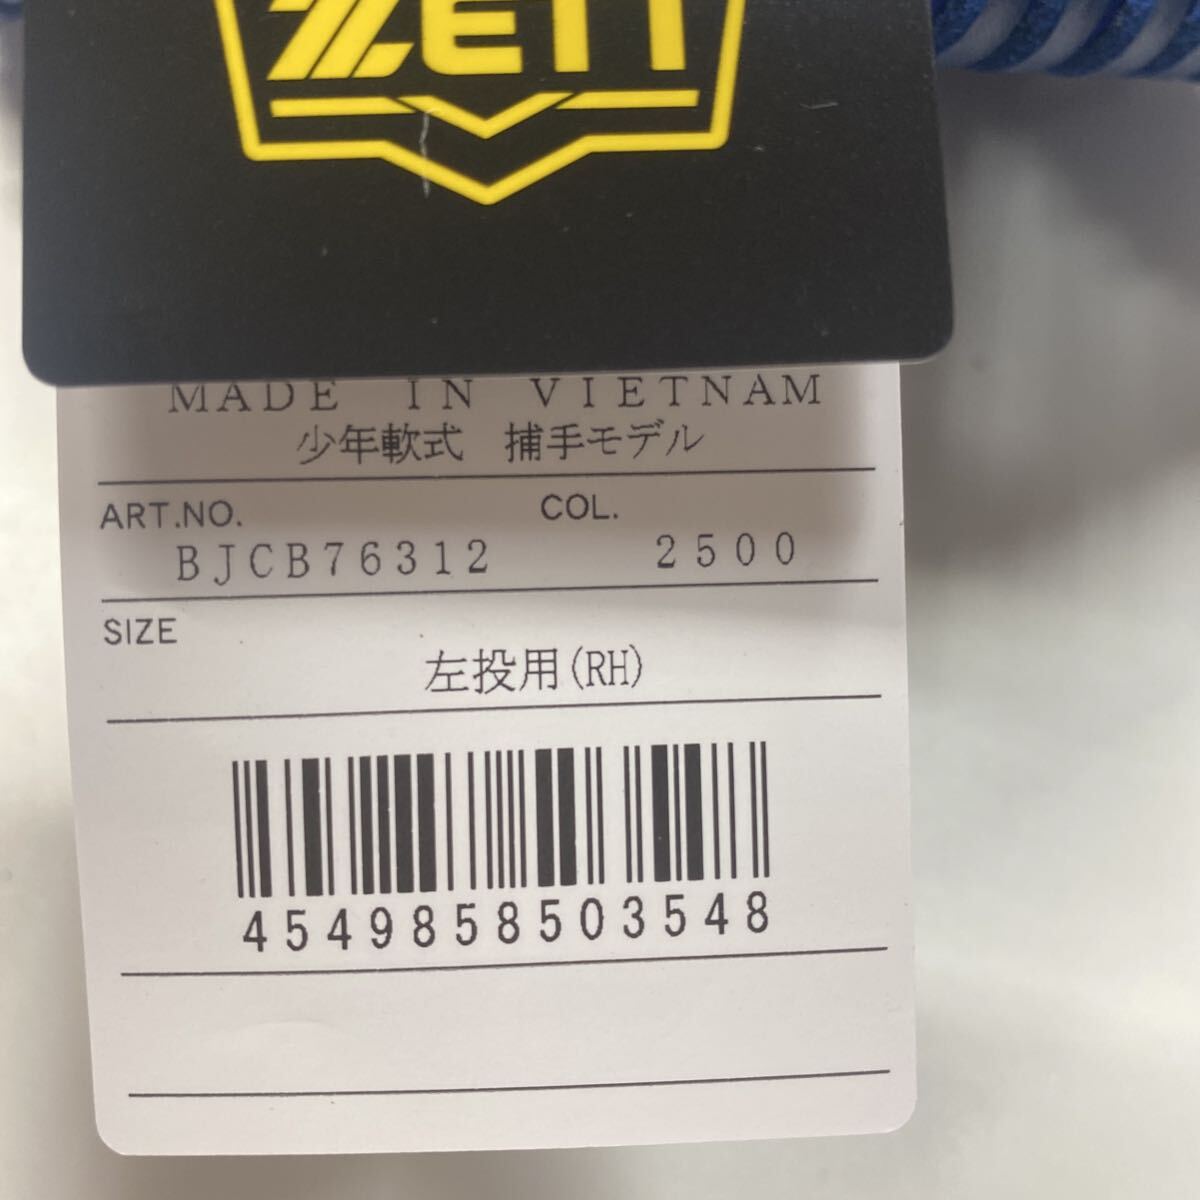 ZETT
MADE IN VIETNAM
少年軟式　捕手モデル
ART.NO. COL.
BJCB76312 2500
SIZE
左投用(RH)
4549858503548